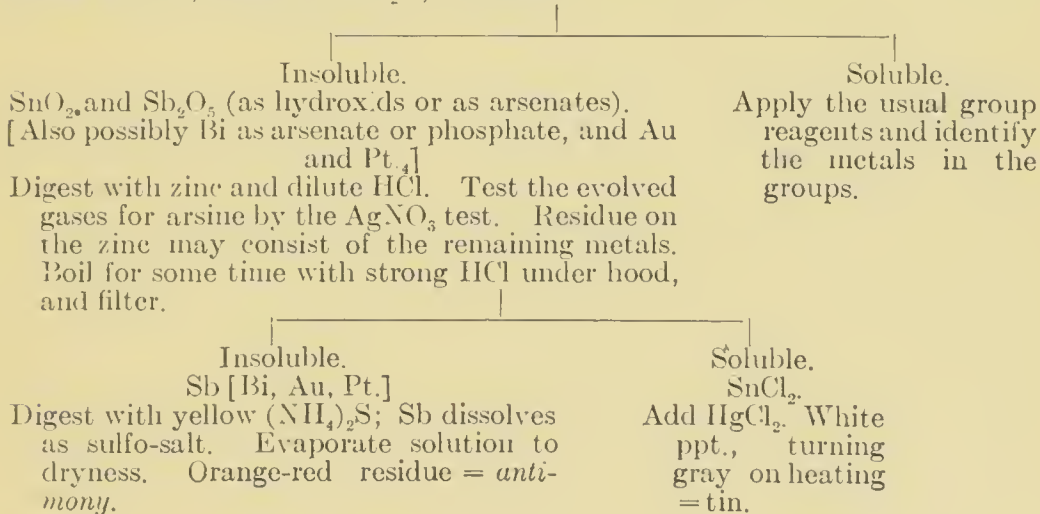 Insoluble.
SnO₂ and Sb₂O₅ (as hydroxids or as arsenates).
[Also possibly Bi as arsenate or phosphate, and Au
and Pt.₄]
Digest with zinc and dilute HCl. Test the evolved
gases for arsine by the AgNO₃ test. Residue on
the zinc may consist of the remaining metals.
Boil for some time with strong HCl under hood,
and filter.
Soluble.
Apply the usual group
reagents and identify
the metals in the
groups.
Insoluble.
Sb [Bi, Au, Pt.]
Digest with yellow (NH₄)₂S; Sb dissolves
as sulfo-salt. Evaporate solution to
dryness. Orange-red residue = anti-
mony.
Soluble.
SnCl₂.
Add HgCl₂. White
ppt., turning
gray on heating
= tin.